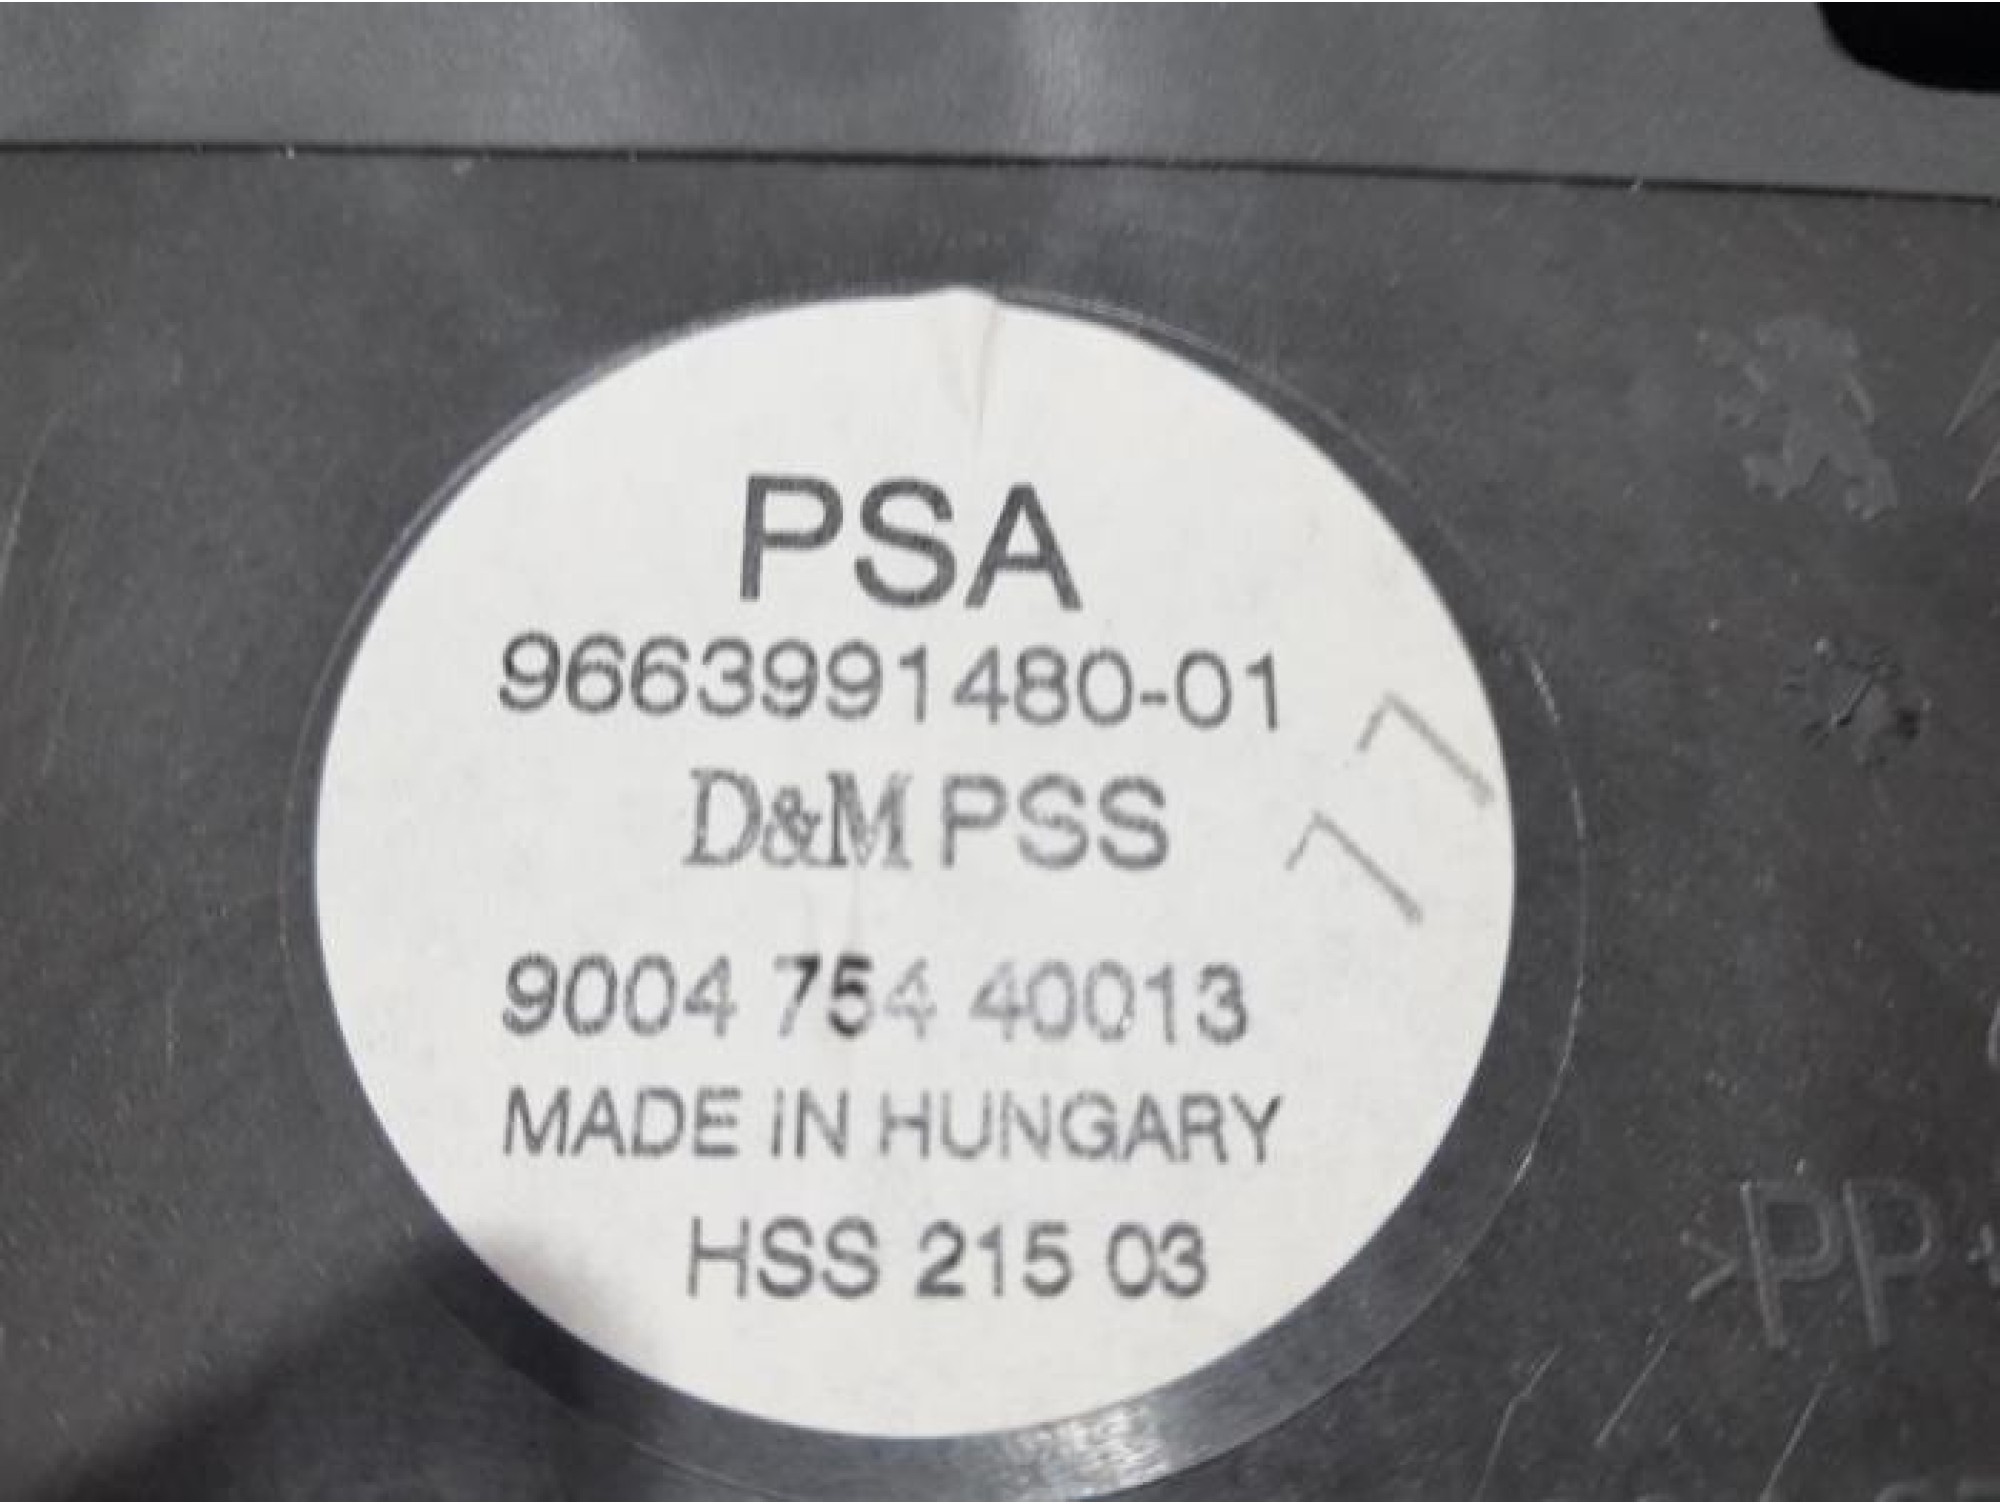 PSA
9663991480-01
D&M PSS
9004 754 40013
MADE IN HUNGARY
HSS 215 03
>PP